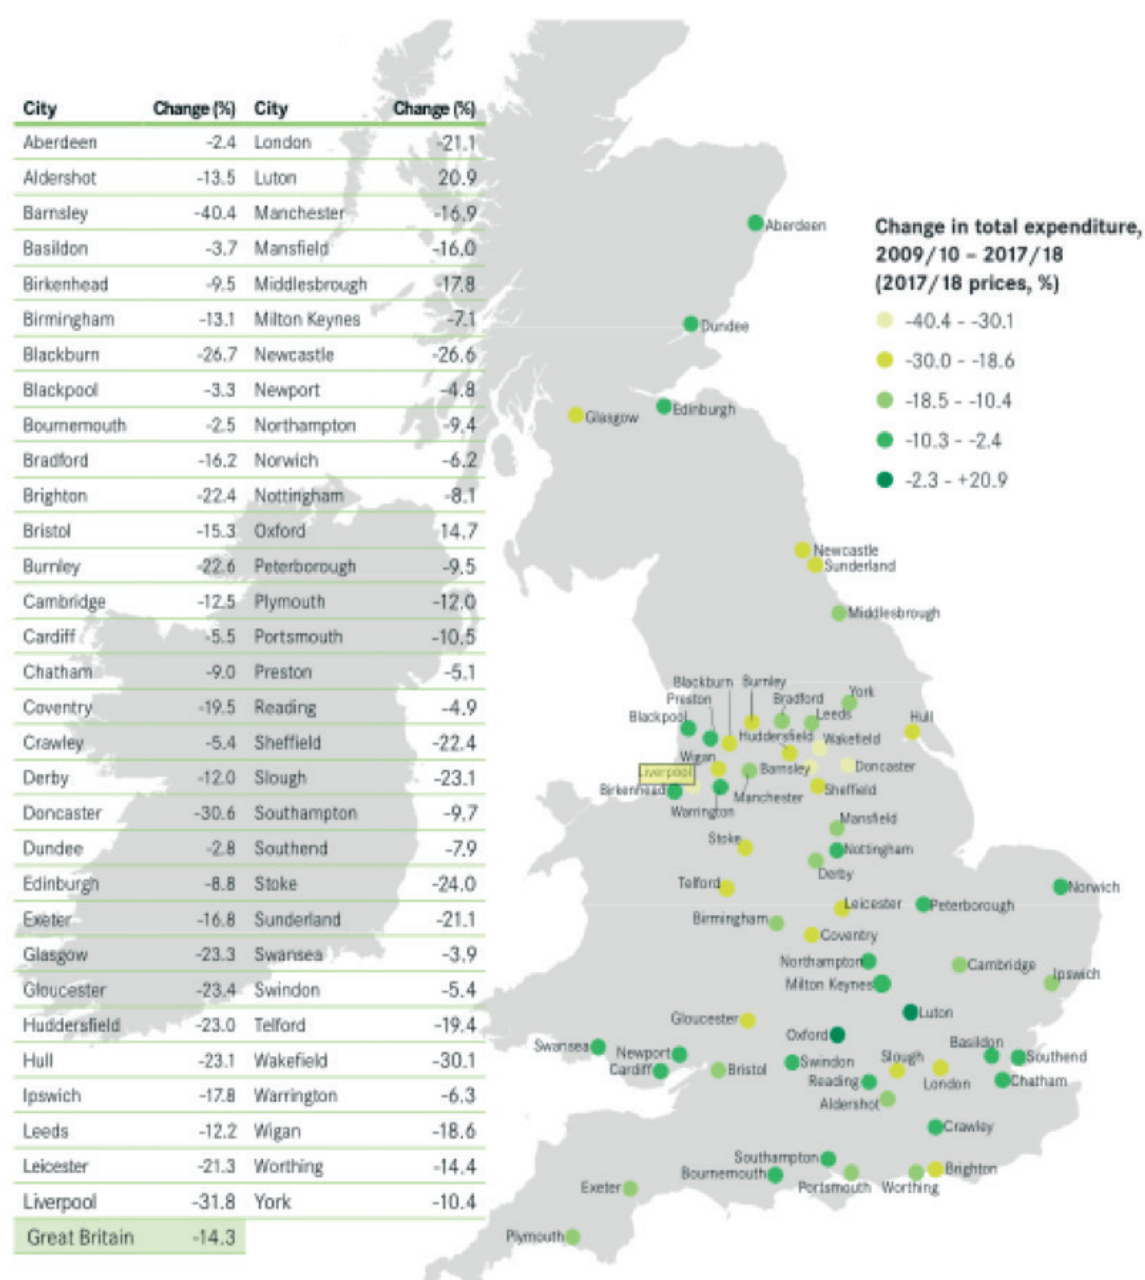 City Change (%) City Change (%)
Aberdeen -2.4 London -21.1
Aldershot -13.5 Luton 20.9
Barnsley -40.4 Manchester -16.9
Basildon -3.7 Mansfield -16.0
Birkenhead -9.5 Middlesbrough -17.8
Birmingham -13.1 Milton Keynes -7.1
Blackburn -26.7 Newcastle -26.6
Blackpool -3.3 Newport -4.8
Bournemouth -2.5 Northampton -9.4
Bradford -16.2 Norwich -6.2
Brighton -22.4 Nottingham -8.1
Bristol -15.3 Oxford 14.7
Burnley -22.6 Peterborough -9.5
Cambridge -12.5 Plymouth -12.0
Cardiff -5.5 Portsmouth -10.5
Chatham -9.0 Preston -5.1
Coventry -19.5 Reading -4.9
Crawley -5.4 Sheffield -22.4
Derby -12.0 Slough -23.1
Doncaster -30.6 Southampton -9.7
Dundee -2.8 Southend -7.9
Edinburgh -8.8 Stoke -24.0
Exeter -16.8 Sunderland -21.1
Glasgow -23.3 Swansea -3.9
Gloucester -23.4 Swindon -5.4
Huddersfield -23.0 Telford -19.4
Hull -23.1 Wakefield -30.1
Ipswich -17.8 Warrington -6.3
Leeds -12.2 Wigan -18.6
Leicester -21.3 Worthing -14.4
Liverpool -31.8 York -10.4
Great Britain -14.3
Change in total expenditure,
2009/10 - 2017/18
(2017/18 prices, %)
-40.4 - -30.1
-30.0 - -18.6
-18.5 - -10.4
-10.3 - -2.4
-2.3 - +20.9
Aberdeen
Dundee
Edinburgh
Glasgow
Newcastle
Sunderland
Middlesbrough
Blackburn
Burnley
Preston
Bradford
York
Blackpool
Leeds
Hull
Huddersfield
Wakefield
Wigan
Liverpool
Barnsley
Doncaster
Birkenhead
Manchester
Sheffield
Warrington
Mansfield
Stoke
Nottingham
Derby
Telford
Norwich
Leicester
Peterborough
Birmingham
Coventry
Northampton
Cambridge
Ipswich
Milton Keynes
Luton
Gloucester
Oxford
Swansea
Newport
Basildon
Slough
Southend
Cardiff
Bristol
Swindon
Reading
London
Chatham
Aldershot
Crawley
Southampton
Bournemouth
Brighton
Exeter
Portsmouth
Worthing
Plymouth